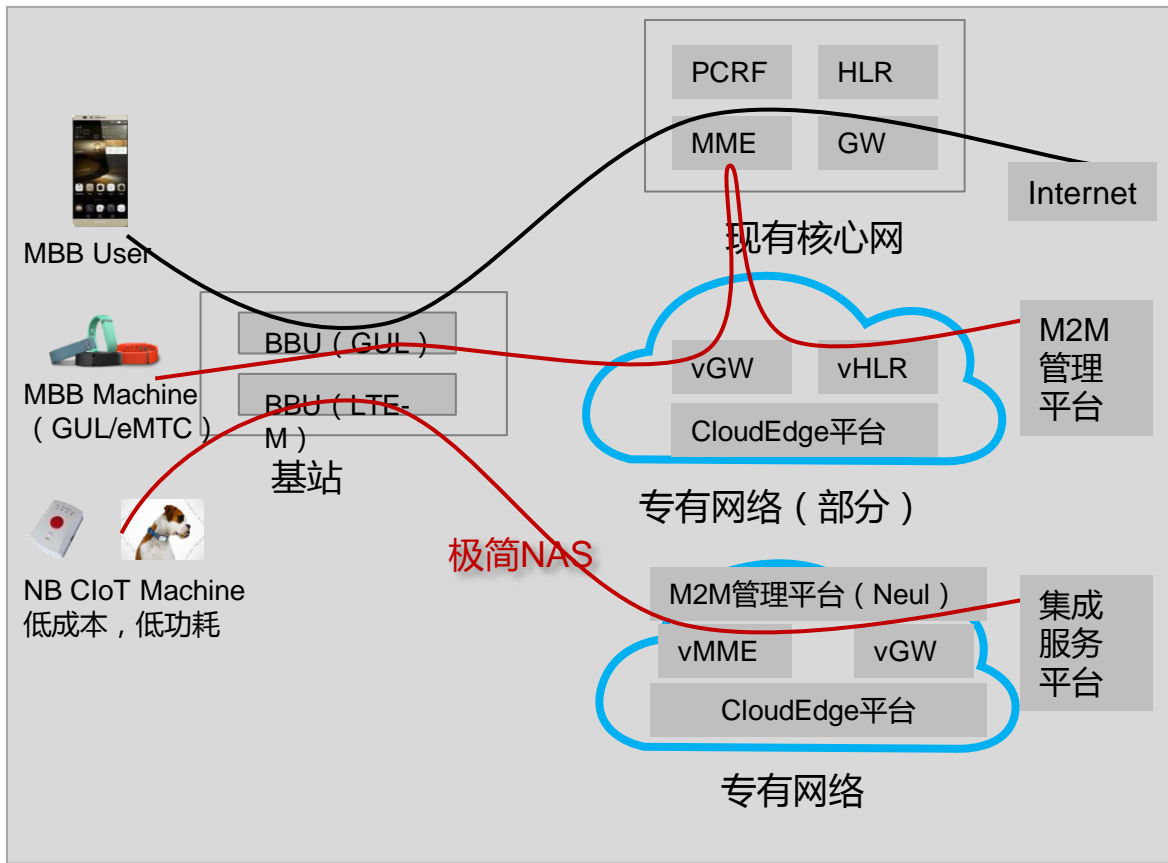 PCRF
HLR
MME
GW
Internet
现有核心网
MBB User
BBU（GUL）
MBB Machine
（GUL/eMTC）
BBU（LTE-
M）
基站
vGW
vHLR
CloudEdge平台
M2M
管理
平台
专有网络（部分）
极简NAS
NB CIoT Machine
低成本，低功耗
M2M管理平台（Neul）
vMME
vGW
CloudEdge平台
集成
服务
平台
专有网络